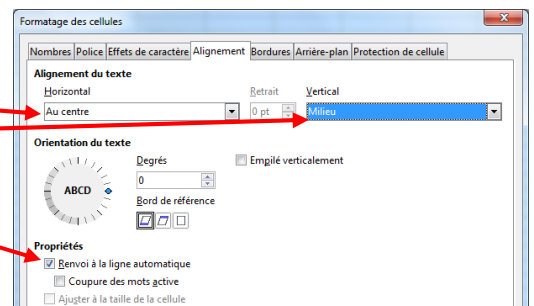 Formatage des cellules
Nombres Police Effets de caractère Alignement Bordures Arrière-plan Protection de cellule
Alignement du texte
Horizontal Retrait Vertical
Au centre 0 pt Milieu
Orientation du texte
Degrés Empilé verticalement
ABCD 0
Bord de référence
Propriétés
Renvoi à la ligne automatique
Coupure des mots active
Ajuster à la taille de la cellule